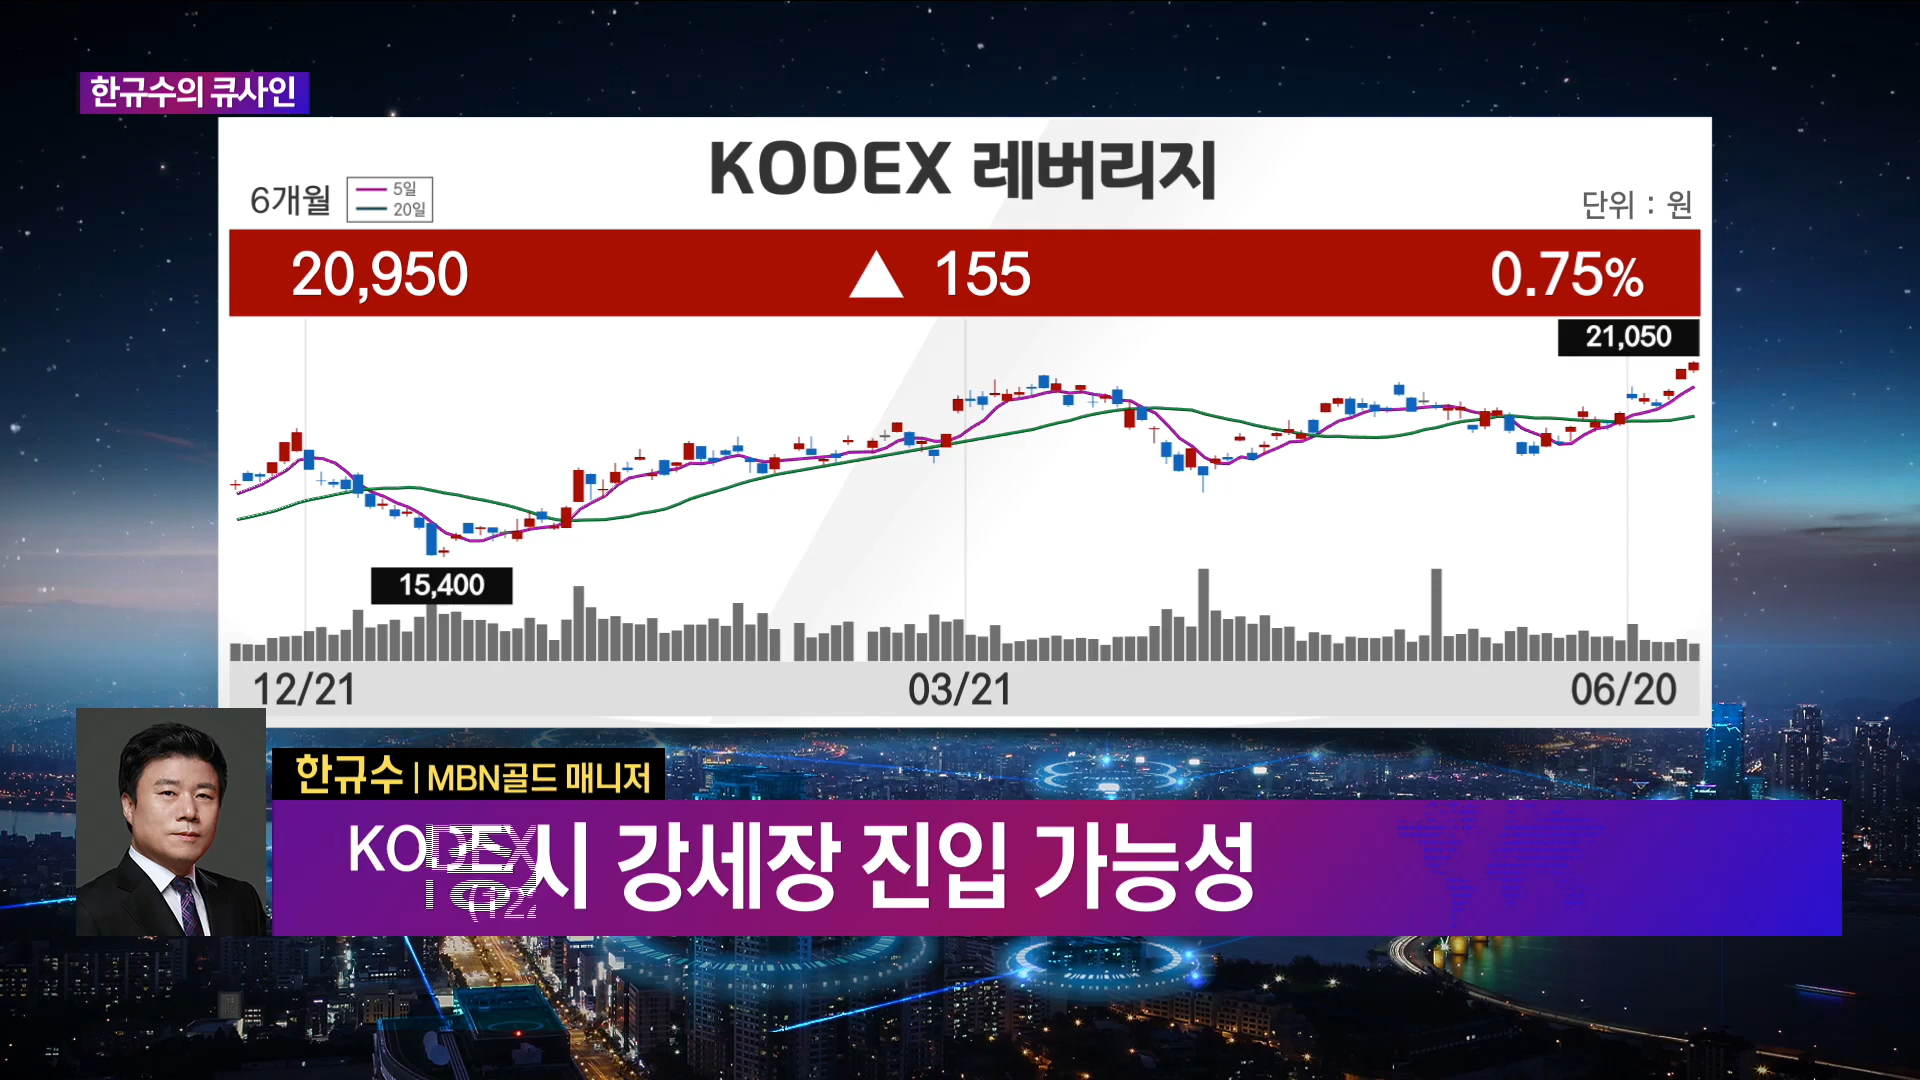 한규수의 큐사인
KODEX 레버리지
6개월
5일
20일
단위 : 원
20,950 ▲ 155 0.75%
21,050
15,400
12/21 03/21 06/20
한규수 | MBN골드 매니저
시 강세장 진입 가능성